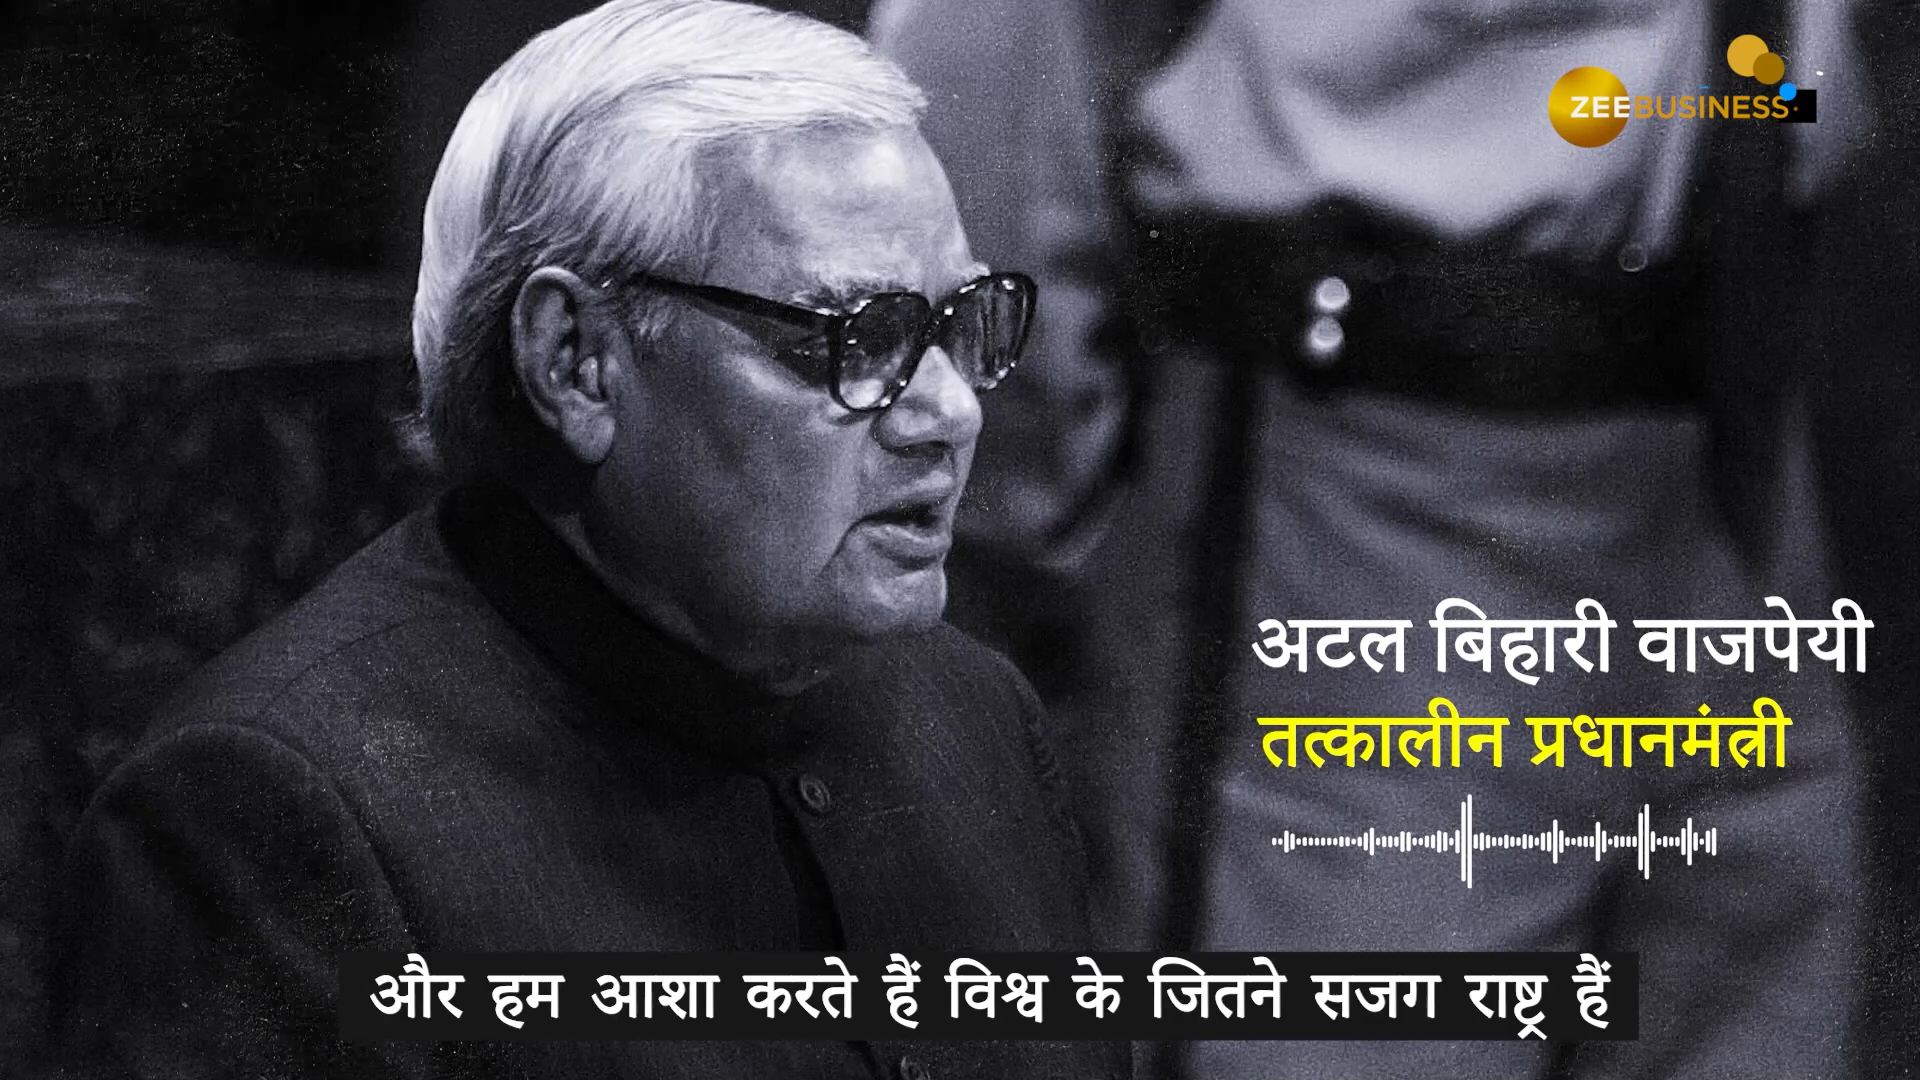 ZEEBUSINESS
अटल बिहारी वाजपेयी
तत्कालीन प्रधानमंत्री
और हम आशा करते हैं विश्व के जितने सजग राष्ट्र हैं